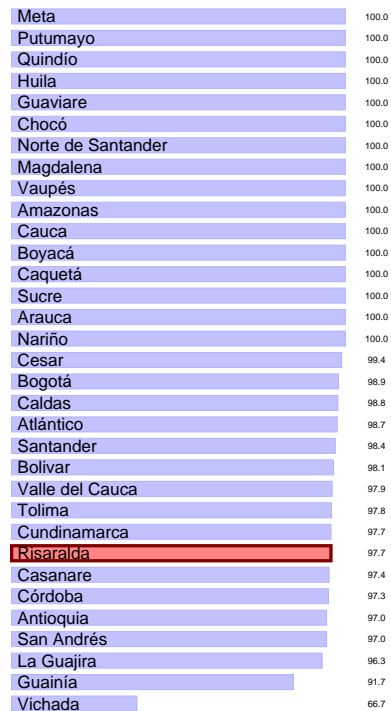 Meta 100.0
Putumayo 100.0
Quindío 100.0
Huila 100.0
Guaviare 100.0
Chocó 100.0
Norte de Santander 100.0
Magdalena 100.0
Vaupés 100.0
Amazonas 100.0
Cauca 100.0
Boyacá 100.0
Caquetá 100.0
Sucre 100.0
Arauca 100.0
Nariño 100.0
Cesar 99.4
Bogotá 98.9
Caldas 98.8
Atlántico 98.7
Santander 98.4
Bolivar 98.1
Valle del Cauca 97.9
Tolima 97.8
Cundinamarca 97.7
Risaralda 97.7
Casanare 97.4
Córdoba 97.3
Antioquia 97.0
San Andrés 97.0
La Guajira 96.3
Guainía 91.7
Vichada 66.7